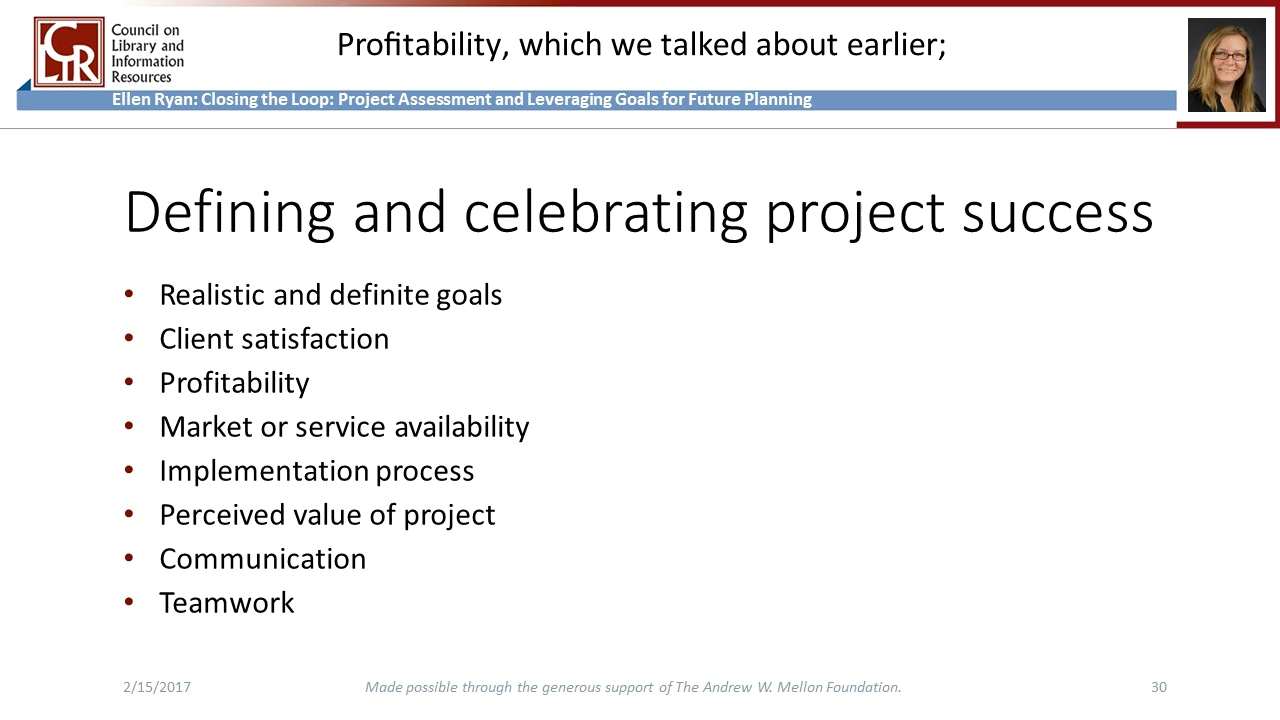 CLIR
Council on
Library and
Information
Resources
Profitability, which we talked about earlier;
Ellen Ryan: Closing the Loop: Project Assessment and Leveraging Goals for Future Planning
Defining and celebrating project success
• Realistic and definite goals
• Client satisfaction
• Profitability
• Market or service availability
• Implementation process
• Perceived value of project
• Communication
• Teamwork
2/15/2017
Made possible through the generous support of The Andrew W. Mellon Foundation.
30